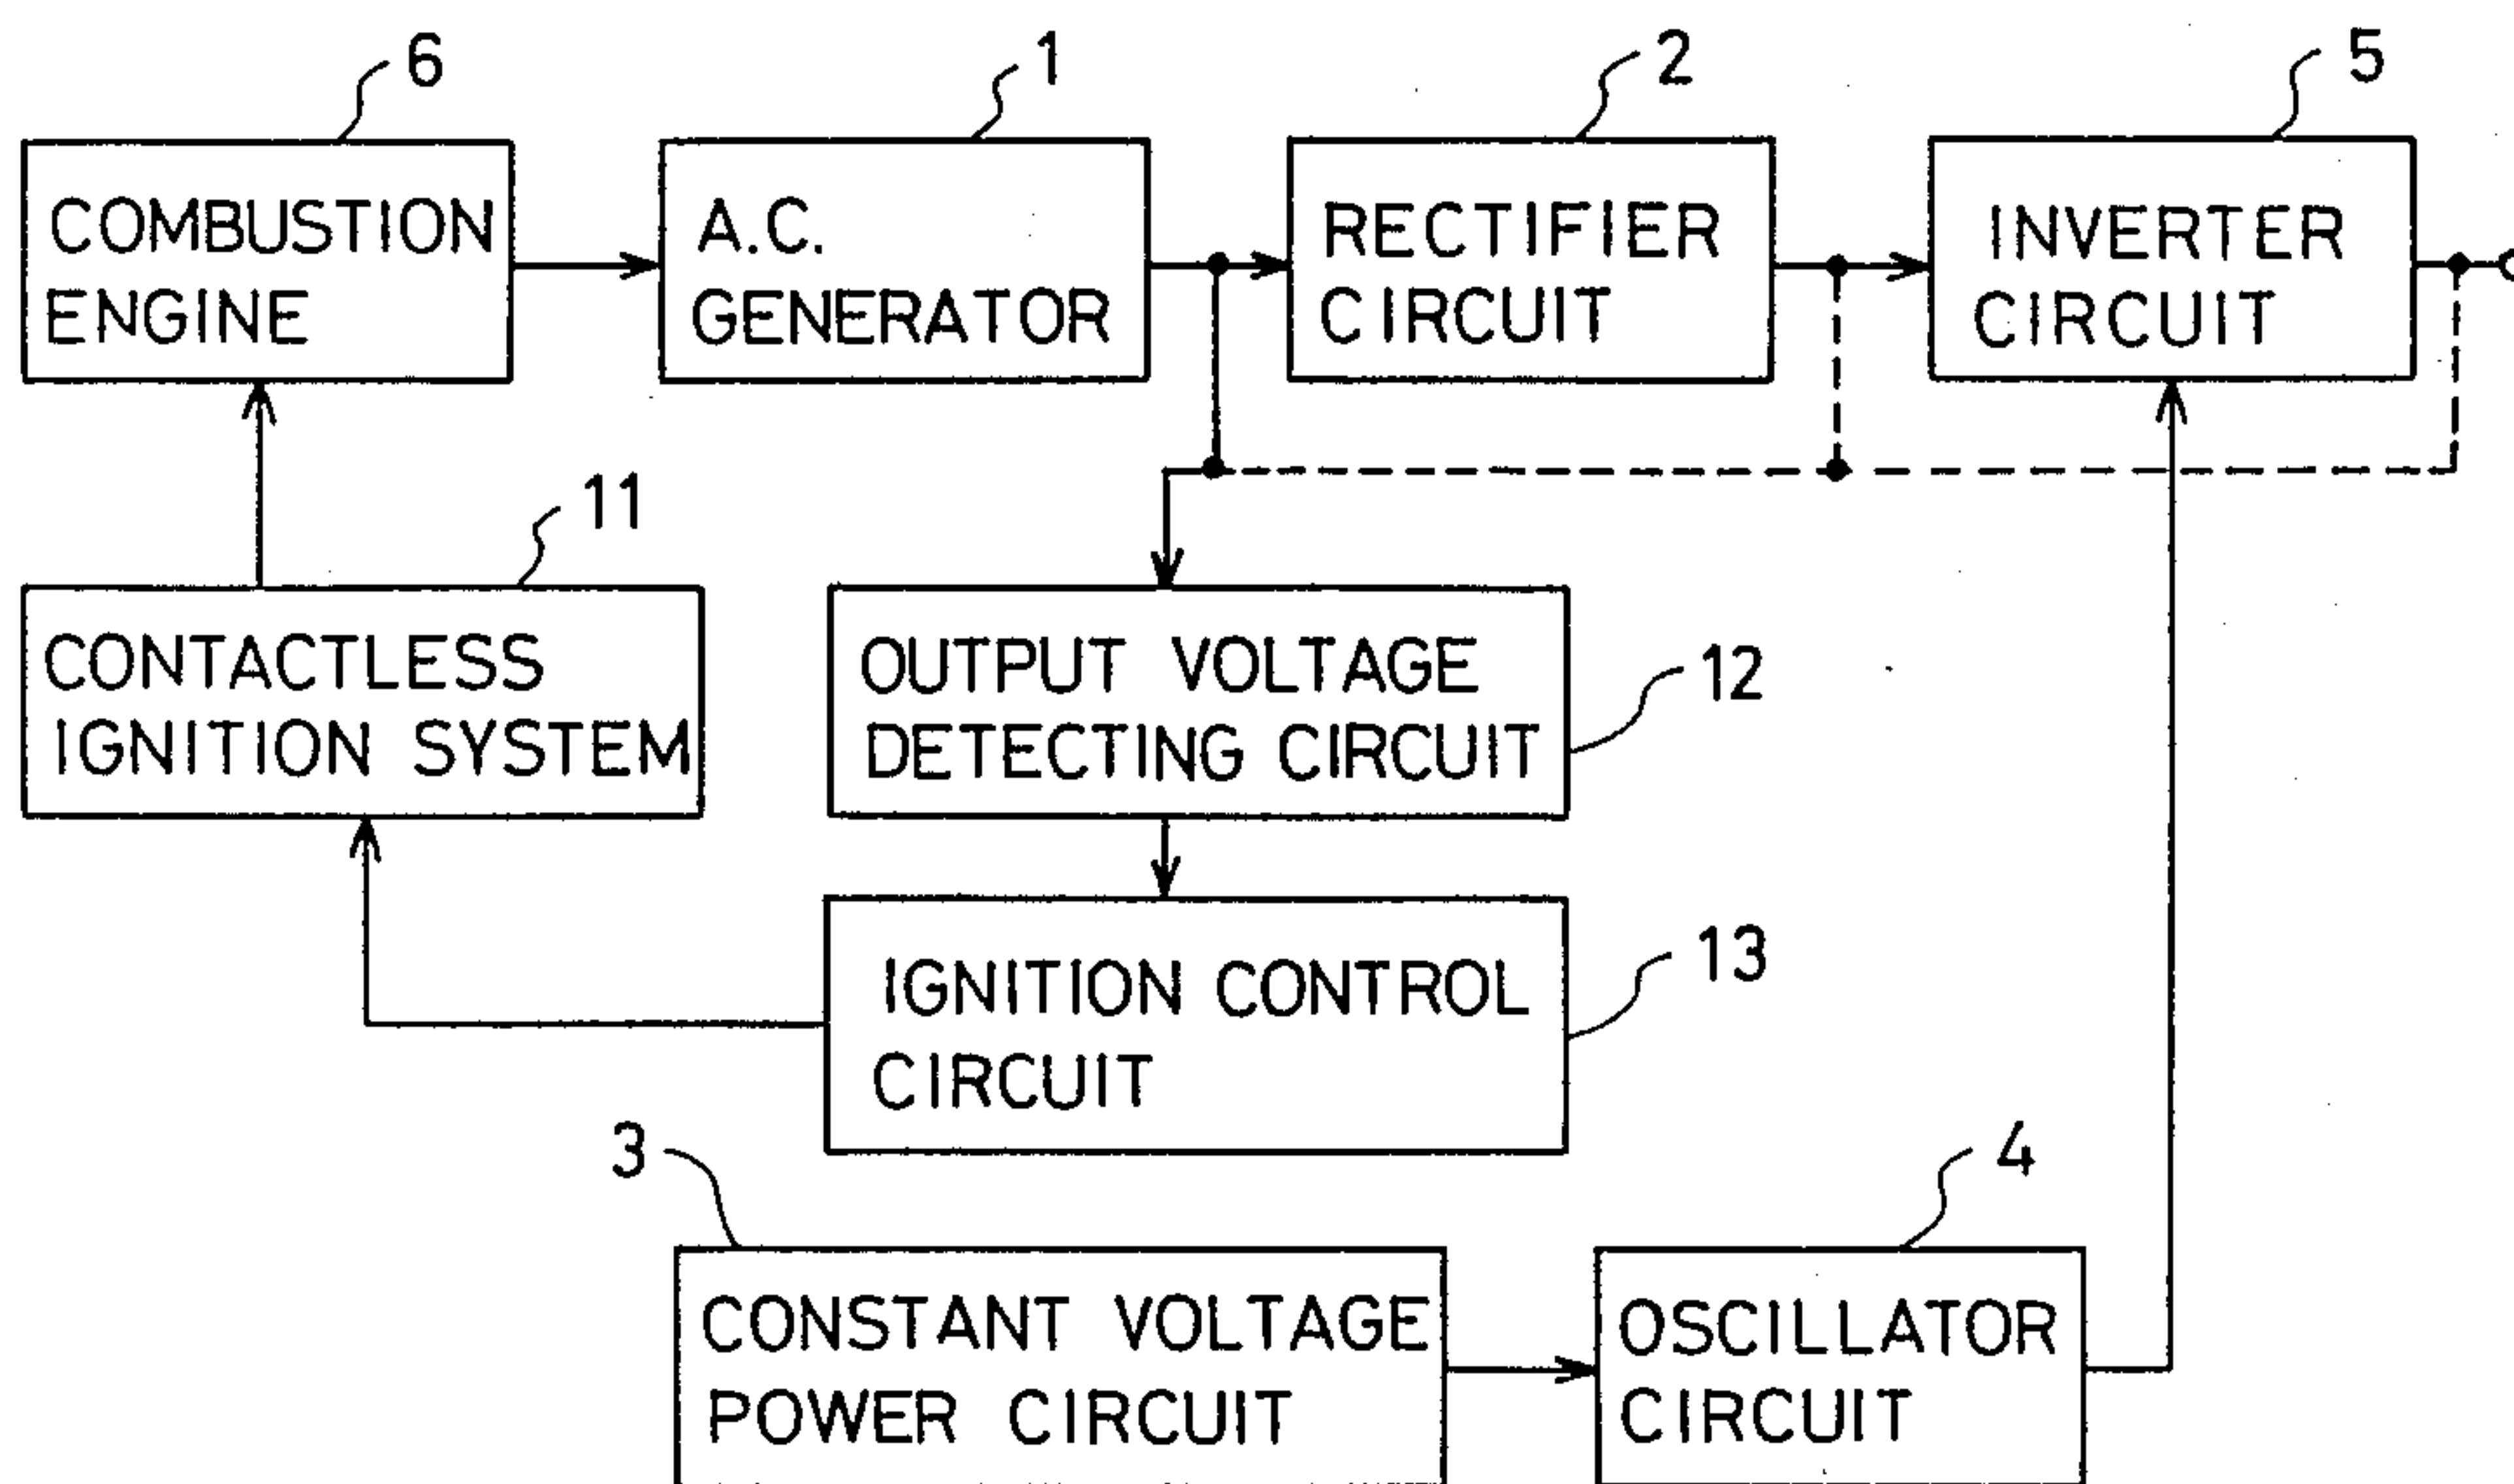 6
1
2
5
COMBUSTION
ENGINE
A.C.
GENERATOR
RECTIFIER
CIRCUIT
INVERTER
CIRCUIT
11
CONTACTLESS
IGNITION SYSTEM
OUTPUT VOLTAGE
DETECTING CIRCUIT
12
IGNITION CONTROL
CIRCUIT
13
3
4
CONSTANT VOLTAGE
POWER CIRCUIT
OSCILLATOR
CIRCUIT